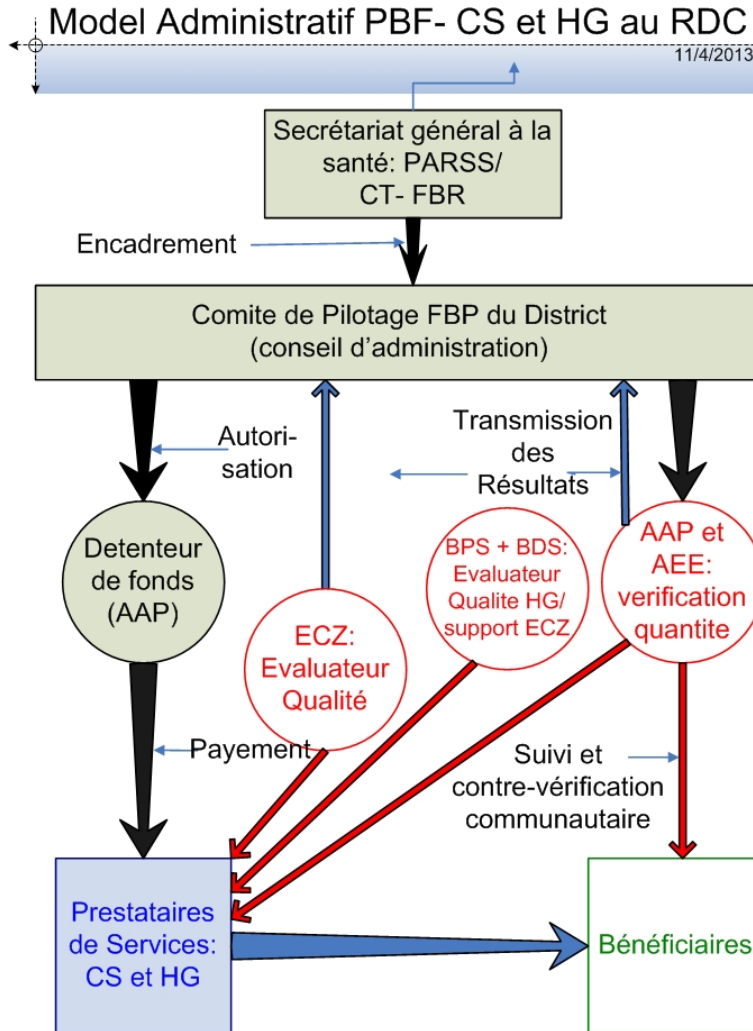 Model Administratif PBF- CS et HG au RDC
11/4/2013
Secrétariat général à la
santé: PARSS/
CT- FBR
Encadrement
Comite de Pilotage FBP du District
(conseil d'administration)
Autori-
sation
Transmission
des
Résultats
Detenteur
de fonds
(AAP)
ECZ:
Evaluateur
Qualité
BPS + BDS:
Evaluateur
Qualite HG/
support ECZ
AAP et
AEE:
verification
quantite
Payement
Suivi et
contre-vérification
communautaire
Prestataires
de Services:
CS et HG
Bénéficiaires